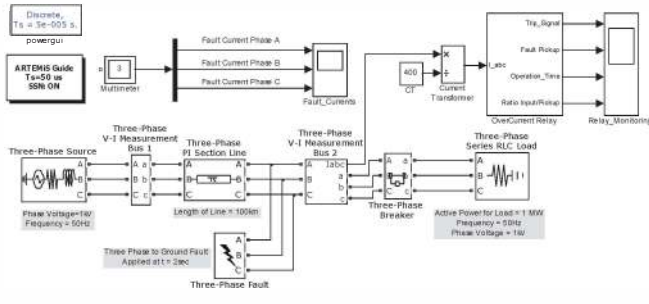 Discrete,
Ts = 5e-005 s.
powergui
ARTEMiS Guide
Ts=50 us
SSN: ON
3
Multimeter
Fault Current Phase A
Fault Current Phase B
Fault Current Phase C
Fault_Currents
400
CT
×
÷
Current
Transformer
I_abc
Trip_Signal
Fault Pickup
Operation_Time
Ratio Input/Pickup
OverCurrent Relay
Relay_Monitoring
Three-Phase Source
A
B
C
Phase Voltage=1kV
Frequency = 50Hz
Three-Phase
V-I Measurement
Bus 1
A a
B b
C c
Three-Phase
PI Section Line
A A
B B
C C
Length of Line = 100km
Three-Phase
V-I Measurement
Bus 2
Iabc
A a
B b
C c
A a
B b
C c
Three-Phase
Breaker
Three-Phase
Series RLC Load
A
B
C
Active Power for Load = 1 MW
Frequency = 50Hz
Phase Voltage = 1kV
Three Phase to Ground Fault
Applied at t = 2sec
A
B
C
Three-Phase Fault